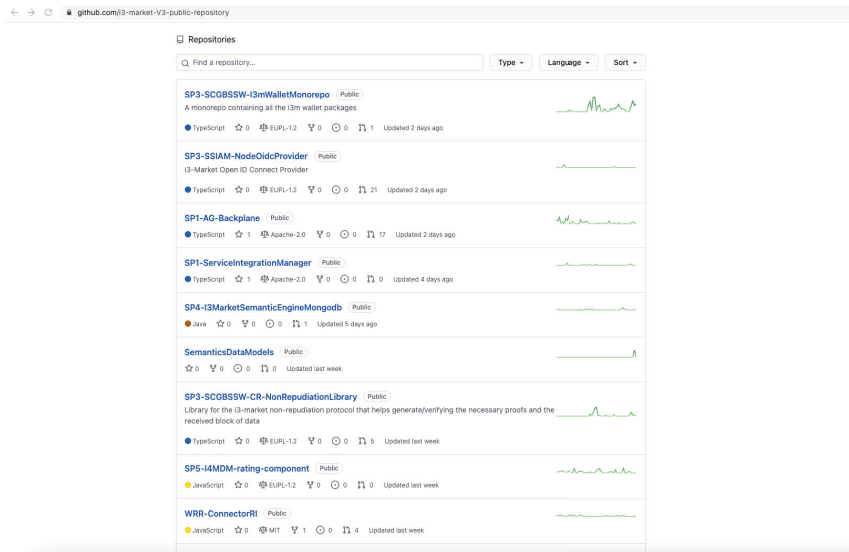 github.com/i3-market-V3-public-repository
Repositories
Find a repository... Type Language Sort
SP3-SCGBSSW-I3mWalletMonorepo Public
A monorepo containing all the i3m wallet packages
TypeScript 0 EUPL-1.2 0 0 1 Updated 2 days ago
SP3-SSIAM-NodeOidcProvider Public
i3-Market Open ID Connect Provider
TypeScript 0 EUPL-1.2 0 0 21 Updated 2 days ago
SP1-AG-Backplane Public
TypeScript 1 Apache-2.0 0 0 17 Updated 2 days ago
SP1-ServiceIntegrationManager Public
TypeScript 1 Apache-2.0 0 0 0 Updated 4 days ago
SP4-I3MarketSemanticEngineMongodb Public
Java 0 0 0 1 Updated 5 days ago
SemanticsDataModels Public
0 0 0 0 Updated last week
SP3-SCGBSSW-CR-NonRepudiationLibrary Public
Library for the i3-market non-repudiation protocol that helps generate/verifying the necessary proofs and the
received block of data
TypeScript 0 EUPL-1.2 0 0 5 Updated last week
SP5-I4MDM-rating-component Public
JavaScript 0 EUPL-1.2 0 0 0 Updated last week
WRR-ConnectorRI Public
JavaScript 0 MIT 1 0 4 Updated last week